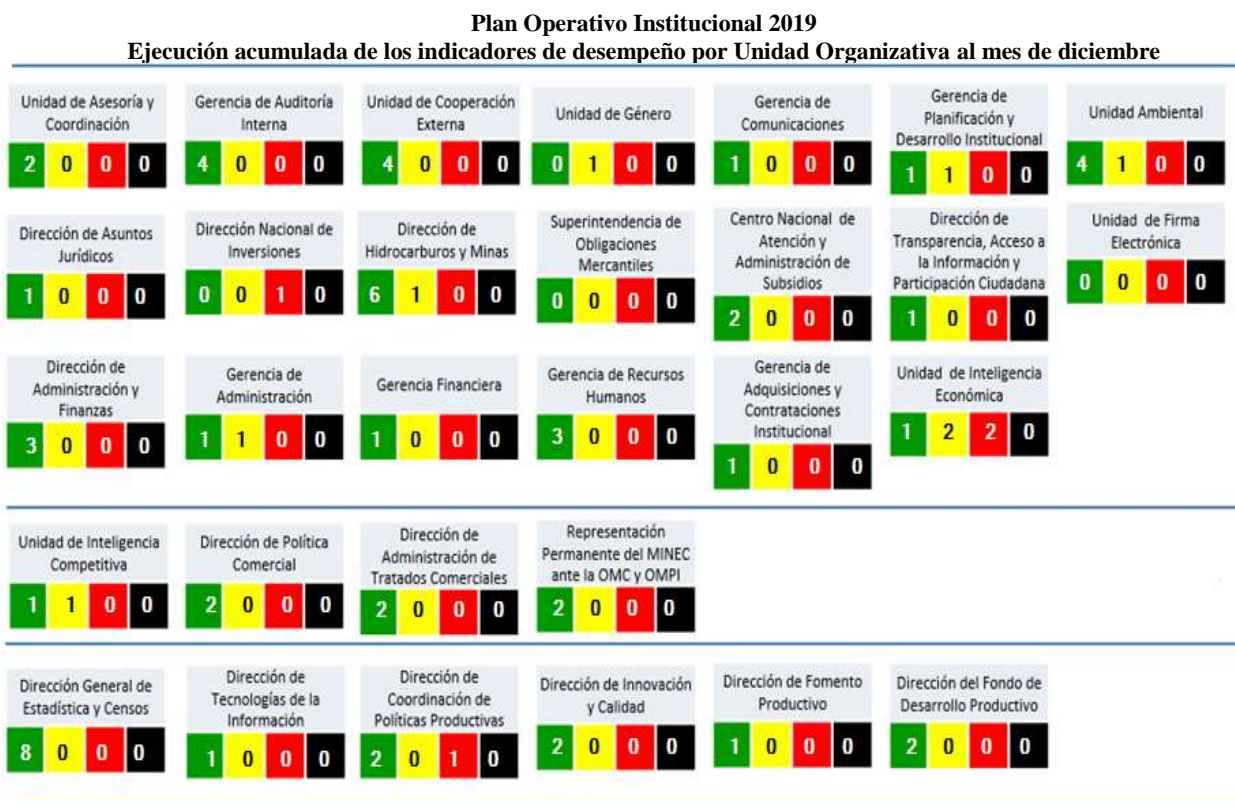 Plan Operativo Institucional 2019
Ejecución acumulada de los indicadores de desempeño por Unidad Organizativa al mes de diciembre
Unidad de Asesoría y
Coordinación
2 0 0 0
Gerencia de Auditoría
Interna
4 0 0 0
Unidad de Cooperación
Externa
4 0 0 0
Unidad de Género
0 1 0 0
Gerencia de
Comunicaciones
1 0 0 0
Gerencia de
Planificación y
Desarrollo Institucional
1 1 0 0
Unidad Ambiental
4 1 0 0
Dirección de Asuntos
Jurídicos
1 0 0 0
Dirección Nacional de
Inversiones
0 0 1 0
Dirección de
Hidrocarburos y Minas
6 1 0 0
Superintendencia de
Obligaciones
Mercantiles
0 0 0 0
Centro Nacional de
Atención y
Administración de
Subsidios
2 0 0 0
Dirección de
Transparencia, Acceso a
la Información y
Participación Ciudadana
1 0 0 0
Unidad de Firma
Electrónica
0 0 0 0
Dirección de
Administración y
Finanzas
3 0 0 0
Gerencia de
Administración
1 1 0 0
Gerencia Financiera
1 0 0 0
Gerencia de Recursos
Humanos
3 0 0 0
Gerencia de
Adquisiciones y
Contrataciones
Institucional
1 0 0 0
Unidad de Inteligencia
Económica
1 2 2 0
Unidad de Inteligencia
Competitiva
1 1 0 0
Dirección de Política
Comercial
2 0 0 0
Dirección de
Administración de
Tratados Comerciales
2 0 0 0
Representación
Permanente del MINEC
ante la OMC y OMPI
2 0 0 0
Dirección General de
Estadística y Censos
8 0 0 0
Dirección de
Tecnologías de la
Información
1 0 0 0
Dirección de
Coordinación de
Políticas Productivas
2 0 1 0
Dirección de Innovación
y Calidad
2 0 0 0
Dirección de Fomento
Productivo
1 0 0 0
Dirección del Fondo de
Desarrollo Productivo
2 0 0 0